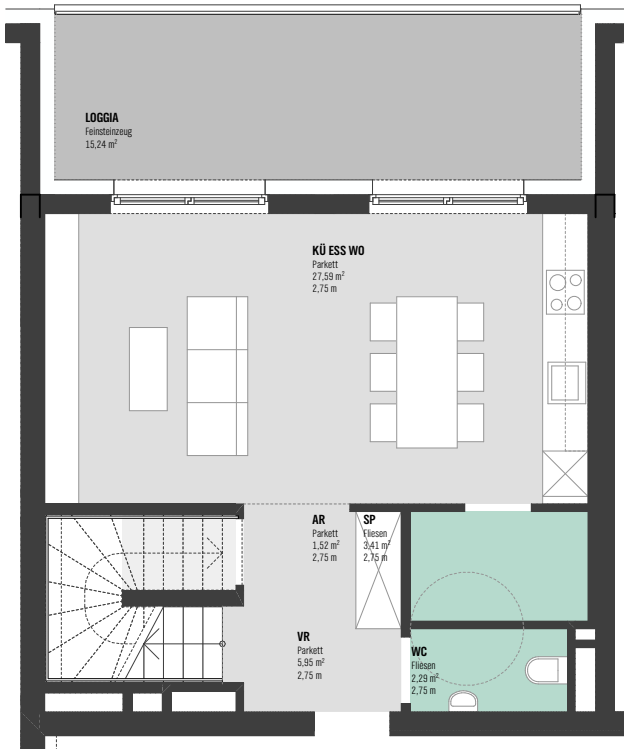 LOGGIA
Feinsteinzeug
15,24 m²
KÜ ESS WO
Parkett
27,59 m²
2,75 m
AR
Parkett
1,52 m²
2,75 m
SP
Fliesen
3,41 m²
2,75 m
VR
Parkett
5,95 m²
2,75 m
WC
Fliesen
2,29 m²
2,75 m